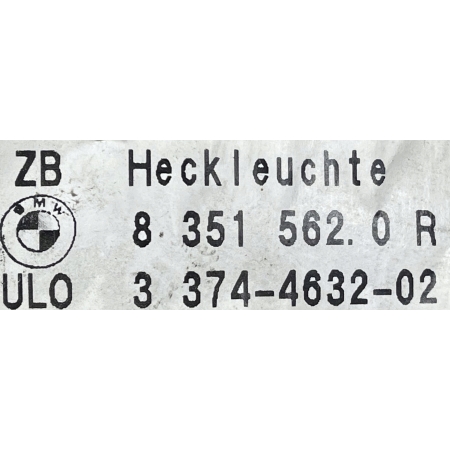 ZB Heckleuchte
BMW 8 351 562.0 R
ULO 3 374-4632-02